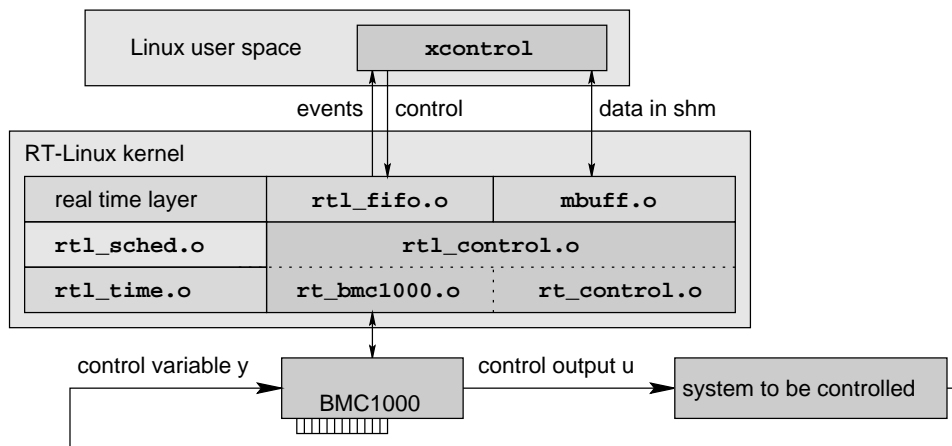 Linux user space
xcontrol
events
control
data in shm
RT-Linux kernel
real time layer
rtl_fifo.o
mbuff.o
rtl_sched.o
rtl_control.o
rtl_time.o
rt_bmc1000.o
rt_control.o
control variable y
control output u
BMC1000
system to be controlled